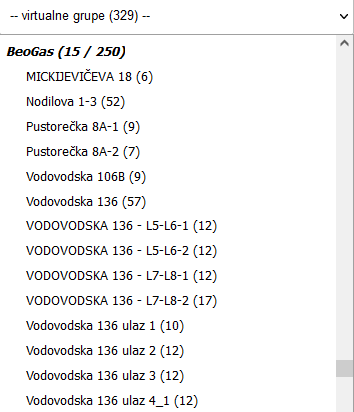 -- virtualne grupe (329) --
BeoGas (15 / 250)
MICKIJEVIČEVA 18 (6)
Nodilova 1-3 (52)
Pustorečka 8A-1 (9)
Pustorečka 8A-2 (7)
Vodovodska 106B (9)
Vodovodska 136 (57)
VODOVODSKA 136 - L5-L6-1 (12)
VODOVODSKA 136 - L5-L6-2 (12)
VODOVODSKA 136 - L7-L8-1 (12)
VODOVODSKA 136 - L7-L8-2 (17)
Vodovodska 136 ulaz 1 (10)
Vodovodska 136 ulaz 2 (12)
Vodovodska 136 ulaz 3 (12)
Vodovodska 136 ulaz 4_1 (12)